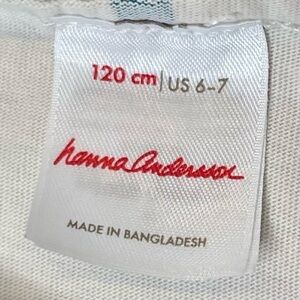 120 cm | US 6-7
hanna andersson
MADE IN BANGLADESH